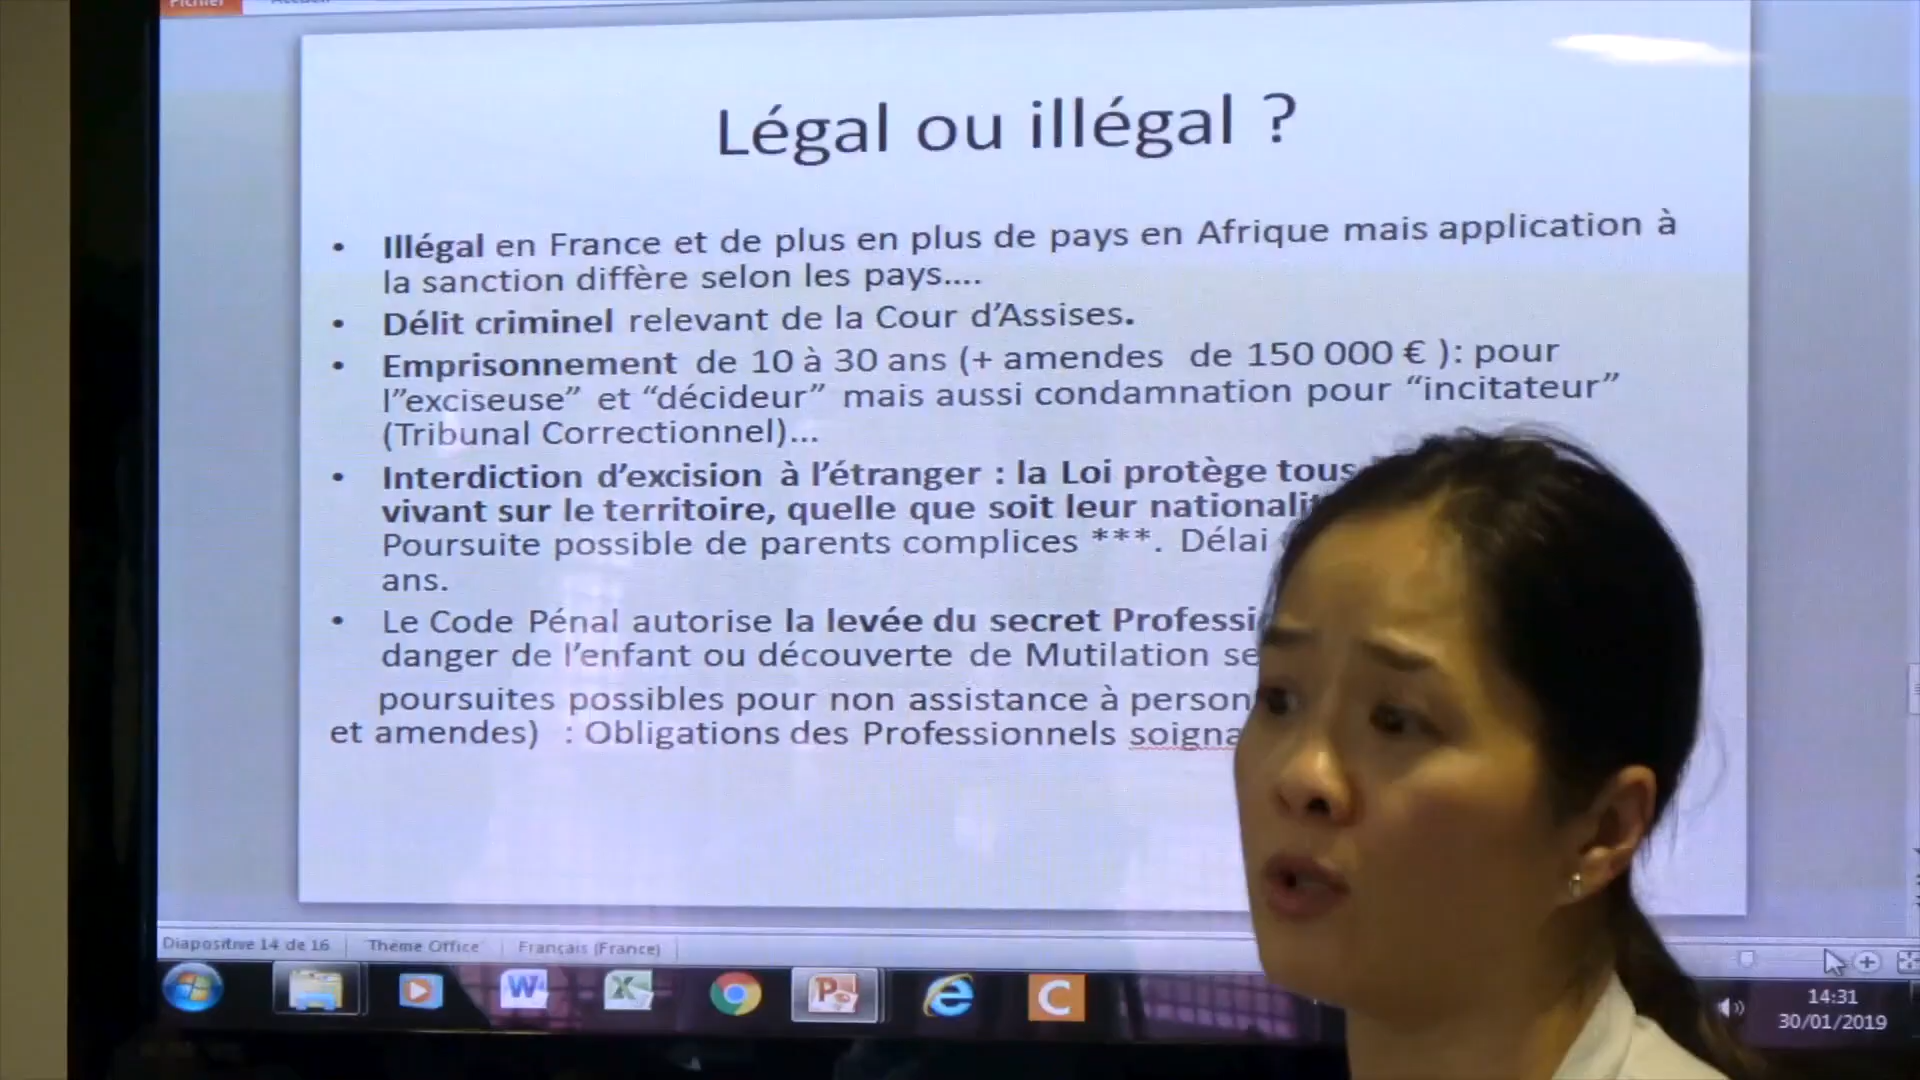 Fichier Accueil
Légal ou illégal ?
• Illégal en France et de plus en plus de pays en Afrique mais application à
la sanction diffère selon les pays....
• Délit criminel relevant de la Cour d’Assises.
• Emprisonnement de 10 à 30 ans (+ amendes de 150 000 € ): pour
l”exciseuse” et “décideur” mais aussi condamnation pour “incitateur”
(Tribunal Correctionnel)...
• Interdiction d’excision à l’étranger : la Loi protège tous
vivant sur le territoire, quelle que soit leur
Poursuite possible de parents complices ***. Délai
ans.
• Le Code Pénal autorise la levée du secret
danger de l’enfant ou découverte de Mutilation
poursuites possibles pour non assistance à
et amendes) : Obligations des Professionnels
Diapositive 14 de 16 "Thème Office" Français (France)
14:31
30/01/2019